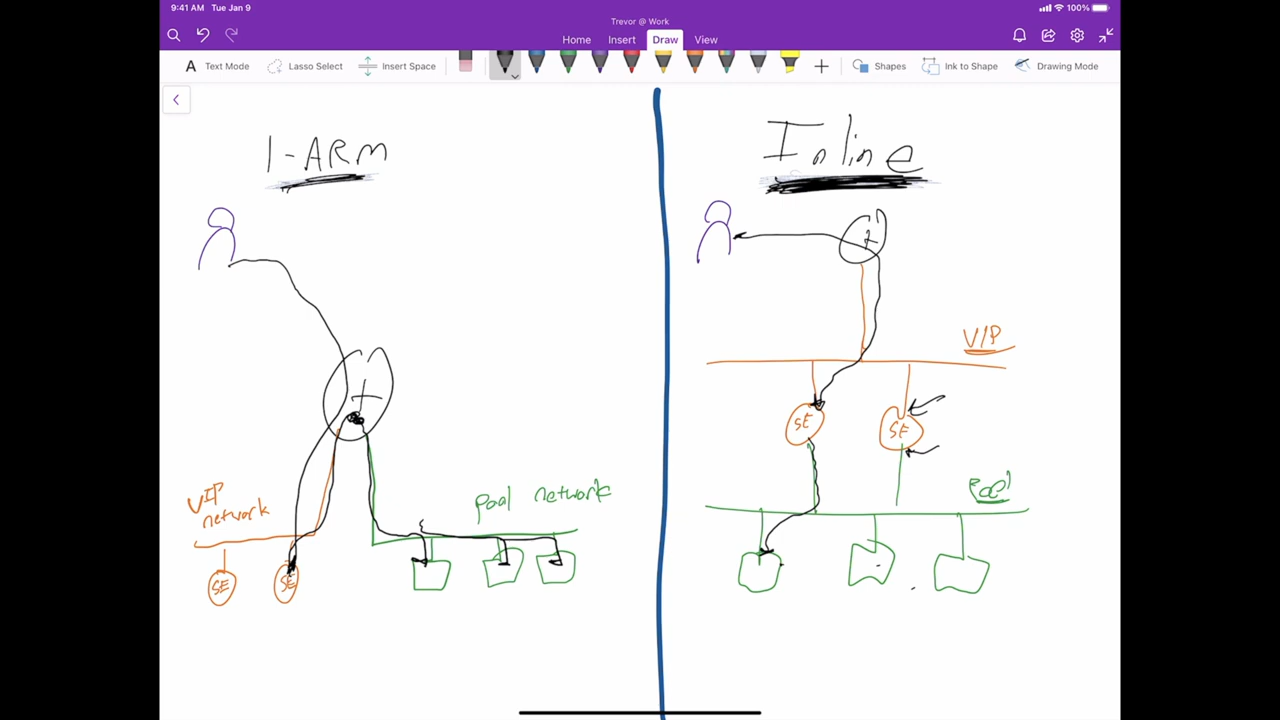 9:41 AM Tue Jan 9
100%
Trevor @ Work
Home Insert Draw View
A Text Mode Lasso Select Insert Space Shapes Ink to Shape Drawing Mode
1-ARM
Inline
VIP
SE
SE
Pool
VIP
network
Pool network
SE
SE